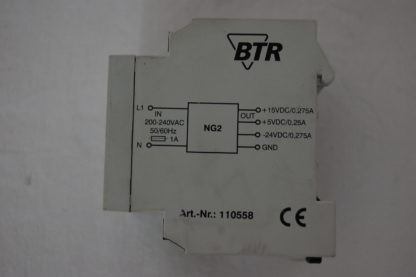 BTR
L1
IN
200-240VAC
50/60Hz
1A
N
NG2
OUT
+15VDC/0,275A
+5VDC/0,25A
-24VDC/0,275A
GND
Art.-Nr.: 110558
CE